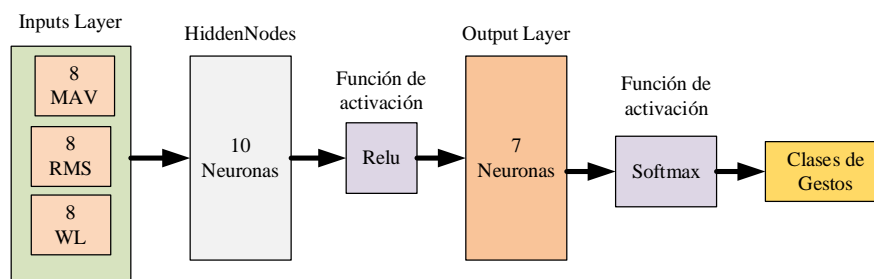 Inputs Layer
8
MAV
8
RMS
8
WL
HiddenNodes
10
Neuronas
Función de
activación
Relu
Output Layer
7
Neuronas
Función de
activación
Softmax
Clases de
Gestos